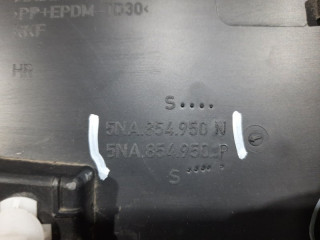 >PP+EPDM-TD30<
HR
S....
5NA.854.950 N
5NA.854.950.P
S.....